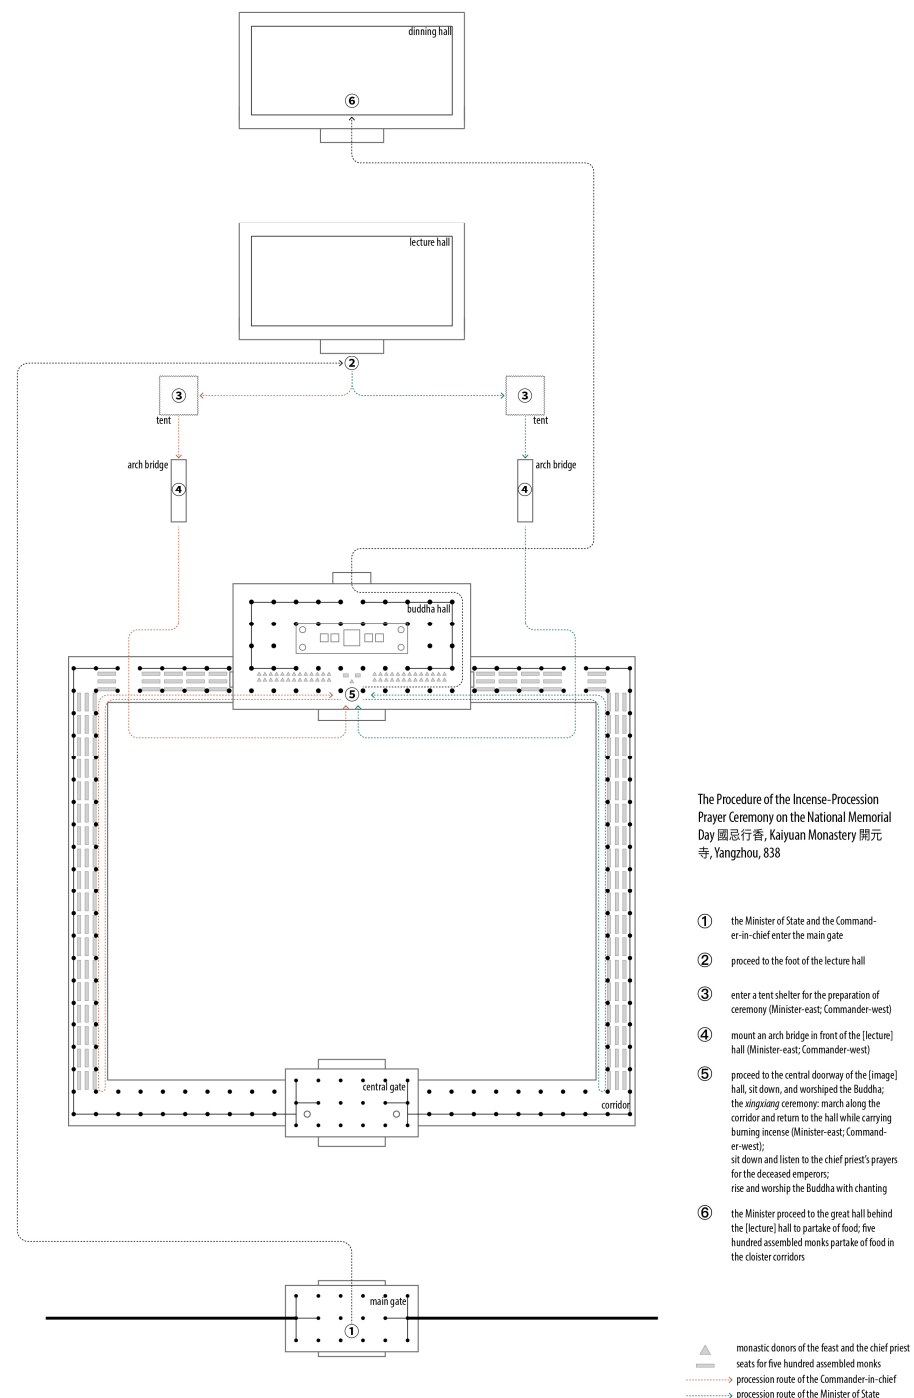 dinning hall
⑥
lecture hall
②
③
③
tent
tent
arch bridge
arch bridge
④
④
buddha hall
⑤
central gate
corridor
main gate
①
The Procedure of the Incense-Procession
Prayer Ceremony on the National Memorial
Day 國忌行香, Kaiyuan Monastery 開元
寺, Yangzhou, 838
① the Minister of State and the Command-
er-in-chief enter the main gate
② proceed to the foot of the lecture hall
③ enter a tent shelter for the preparation of
ceremony (Minister-east; Commander-west)
④ mount an arch bridge in front of the [lecture]
hall (Minister-east; Commander-west)
⑤ proceed to the central doorway of the [image]
hall, sit down, and worshiped the Buddha;
the xingxiang ceremony: march along the
corridor and return to the hall while carrying
burning incense (Minister-east; Command-
er-west);
sit down and listen to the chief priest's prayers
for the deceased emperors;
rise and worship the Buddha with chanting
⑥ the Minister proceed to the great hall behind
the [lecture] hall to partake of food; five
hundred assembled monks partake of food in
the cloister corridors
monastic donors of the feast and the chief priest
seats for five hundred assembled monks
procession route of the Commander-in-chief
procession route of the Minister of State